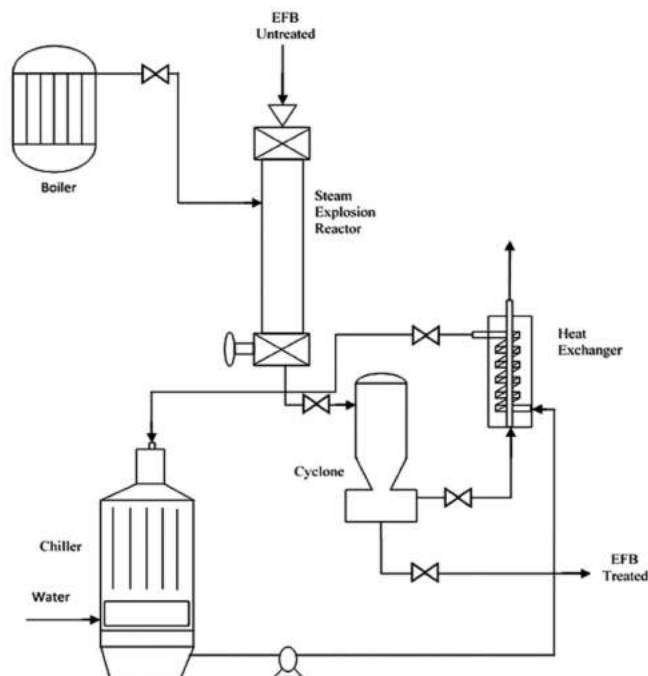 EFB
Untreated
Boiler
Steam
Explosion
Reactor
Heat
Exchanger
Cyclone
Chiller
EFB
Treated
Water